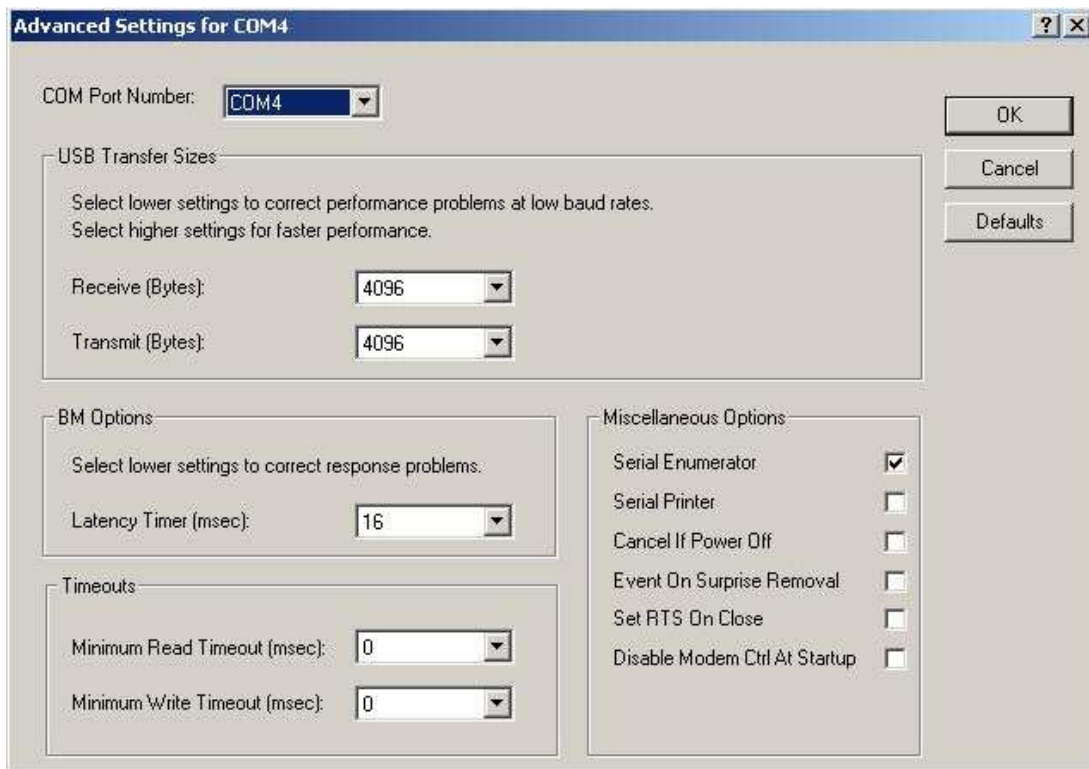 Advanced Settings for COM4
COM Port Number: COM4
OK
Cancel
Defaults
USB Transfer Sizes
Select lower settings to correct performance problems at low baud rates.
Select higher settings for faster performance.
Receive (Bytes): 4096
Transmit (Bytes): 4096
BM Options
Select lower settings to correct response problems.
Latency Timer (msec): 16
Timeouts
Minimum Read Timeout (msec): 0
Minimum Write Timeout (msec): 0
Miscellaneous Options
Serial Enumerator
Serial Printer
Cancel If Power Off
Event On Surprise Removal
Set RTS On Close
Disable Modem Ctrl At Startup